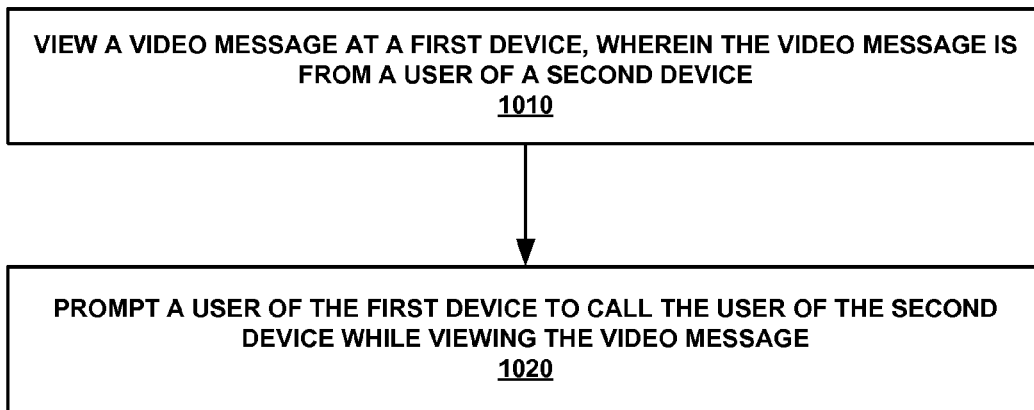 VIEW A VIDEO MESSAGE AT A FIRST DEVICE, WHEREIN THE VIDEO MESSAGE IS
FROM A USER OF A SECOND DEVICE
1010
PROMPT A USER OF THE FIRST DEVICE TO CALL THE USER OF THE SECOND
DEVICE WHILE VIEWING THE VIDEO MESSAGE
1020